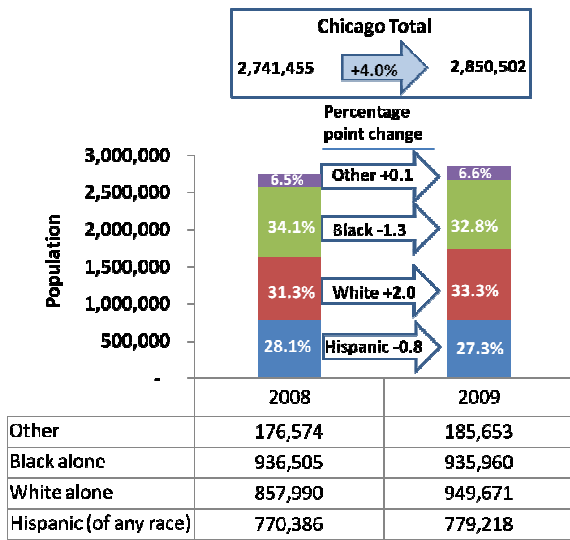 Chicago Total
2,741,455 +4.0% 2,850,502
Percentage
point change
3,000,000
2,500,000
2,000,000
1,500,000
1,000,000
500,000
-
Population
6.5% Other +0.1 6.6%
34.1% Black -1.3 32.8%
31.3% White +2.0 33.3%
28.1% Hispanic -0.8 27.3%
2008 2009
Other 176,574 185,653
Black alone 936,505 935,960
White alone 857,990 949,671
Hispanic (of any race) 770,386 779,218